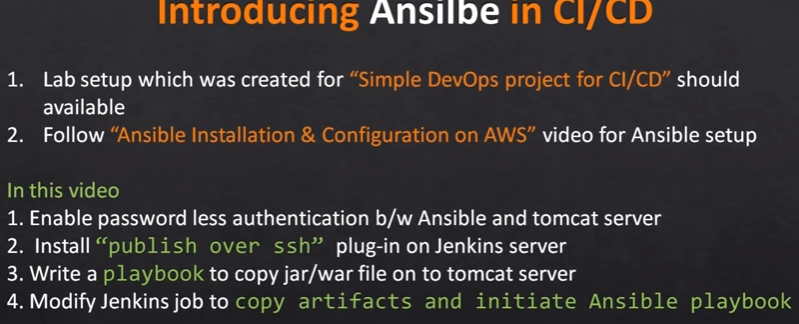 Introducing Ansilbe in CI/CD
1. Lab setup which was created for “Simple DevOps project for CI/CD” should
available
2. Follow “Ansible Installation & Configuration on AWS” video for Ansible setup
In this video
1. Enable password less authentication b/w Ansible and tomcat server
2. Install “publish over ssh” plug-in on Jenkins server
3. Write a playbook to copy jar/war file on to tomcat server
4. Modify Jenkins job to copy artifacts and initiate Ansible playbook